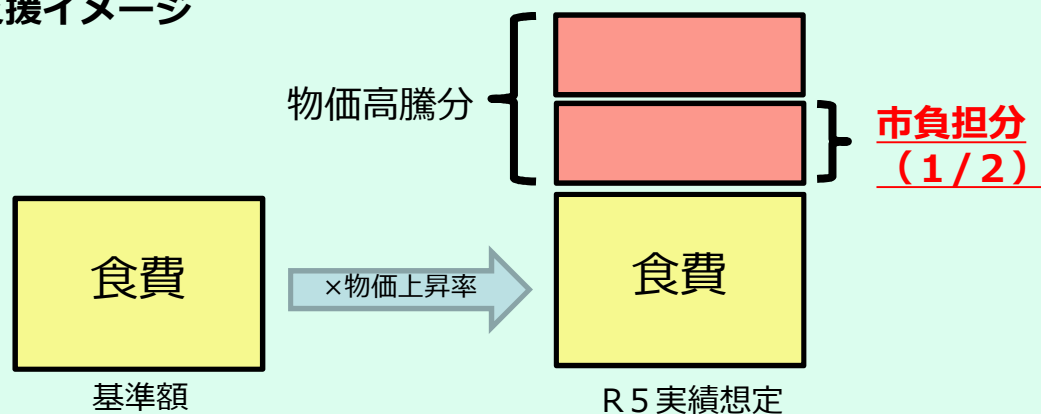 援イメージ
物価高騰分
市負担分
（１/２）
食費
×物価上昇率
食費
基準額
Ｒ５実績想定